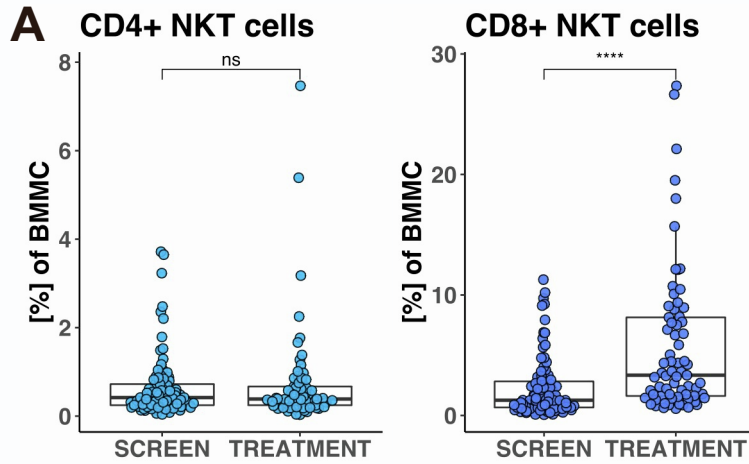 A
CD4+ NKT cells
CD8+ NKT cells
[%] of BMMC
8
6
4
2
0
ns
SCREEN TREATMENT
[%] of BMMC
30
20
10
0
****
SCREEN TREATMENT